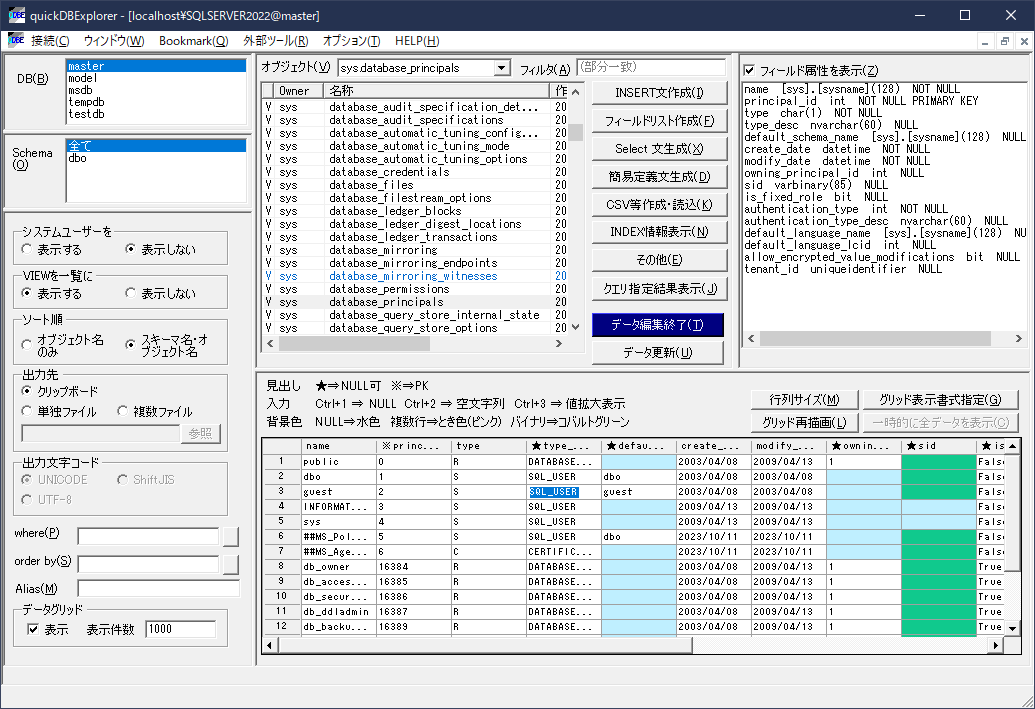 quickDBExplorer - [localhost¥SQLSERVER2022@master]
接続(C) ウィンドウ(W) Bookmark(Q) 外部ツール(R) オプション(T) HELP(H)
DB(B)
master
model
msdb
tempdb
testdb
Schema
(O)
全て
dbo
システムユーザーを
表示する 表示しない
VIEWを一覧に
表示する 表示しない
ソート順
オブジェクト名のみ スキーマ名・オブジェクト名
出力先
クリップボード
単独ファイル 複数ファイル
参照
出力文字コード
UNICODE ShiftJIS
UTF-8
where(P)
order by(S)
Alias(M)
データグリッド
表示 表示件数 1000
オブジェクト(V) sys.database_principals フィルタ(A) (部分一致)
Owner 名称 作
V sys database_audit_specification_det... 20
V sys database_audit_specifications 20
V sys database_automatic_tuning_config... 20
V sys database_automatic_tuning_mode 20
V sys database_automatic_tuning_options 20
V sys database_credentials 20
V sys database_files 20
V sys database_filestream_options 20
V sys database_ledger_blocks 20
V sys database_ledger_digest_locations 20
V sys database_ledger_transactions 20
V sys database_mirroring 20
V sys database_mirroring_endpoints 20
V sys database_mirroring_witnesses 20
V sys database_permissions 20
V sys database_principals 20
V sys database_query_store_internal_state 20
V sys database_query_store_options 20
INSERT文作成(I)
フィールドリスト作成(F)
Select 文生成(X)
簡易定義文生成(D)
CSV等作成・読込(K)
INDEX情報表示(N)
その他(E)
クエリ指定結果表示(J)
データ編集終了(T)
データ更新(U)
フィールド属性を表示(Z)
name [sys].[sysname](128) NOT NULL
principal_id int NOT NULL PRIMARY KEY
type char(1) NOT NULL
type_desc nvarchar(60) NULL
default_schema_name [sys].[sysname](128) NULL
create_date datetime NOT NULL
modify_date datetime NOT NULL
owning_principal_id int NULL
sid varbinary(85) NULL
is_fixed_role bit NULL
authentication_type int NOT NULL
authentication_type_desc nvarchar(60) NULL
default_language_name [sys].[sysname](128) NU
default_language_lcid int NULL
allow_encrypted_value_modifications bit NULL
tenant_id uniqueidentifier NULL
見出し ★⇒NULL可 ※⇒PK
入力 Ctrl+1 ⇒ NULL Ctrl+2 ⇒ 空文字列 Ctrl+3 ⇒ 値拡大表示
背景色 NULL⇒水色 複数行⇒とき色(ピンク) バイナリ⇒コバルトグリーン
行列サイズ(M) グリッド表示書式指定(G)
グリッド再描画(L) 一時的に全データを表示(C)
name ※princ... type ★type_... ★defau... create_... modify_... ★ownin... ★sid ★is
1 public 0 R DATABASE... 2003/04/08 2009/04/13 1 False
2 dbo 1 S SQL_USER dbo 2003/04/08 2003/04/08 False
3 guest 2 S SQL_USER guest 2003/04/08 2003/04/08 False
4 INFORMAT... 3 S SQL_USER 2009/04/13 2009/04/13 False
5 sys 4 S SQL_USER 2009/04/13 2009/04/13 False
6 ##MS_Pol... 5 S SQL_USER dbo 2023/10/11 2023/10/11 False
7 ##MS_Age... 6 C CERTIFIC... 2023/10/11 2023/10/11 False
8 db_owner 16384 R DATABASE... 2003/04/08 2009/04/13 1 True
9 db_acces... 16385 R DATABASE... 2003/04/08 2009/04/13 1 True
10 db_secur... 16386 R DATABASE... 2003/04/08 2009/04/13 1 True
11 db_ddladmin 16387 R DATABASE... 2003/04/08 2009/04/13 1 True
12 db_backu... 16389 R DATABASE... 2003/04/08 2009/04/13 1 True